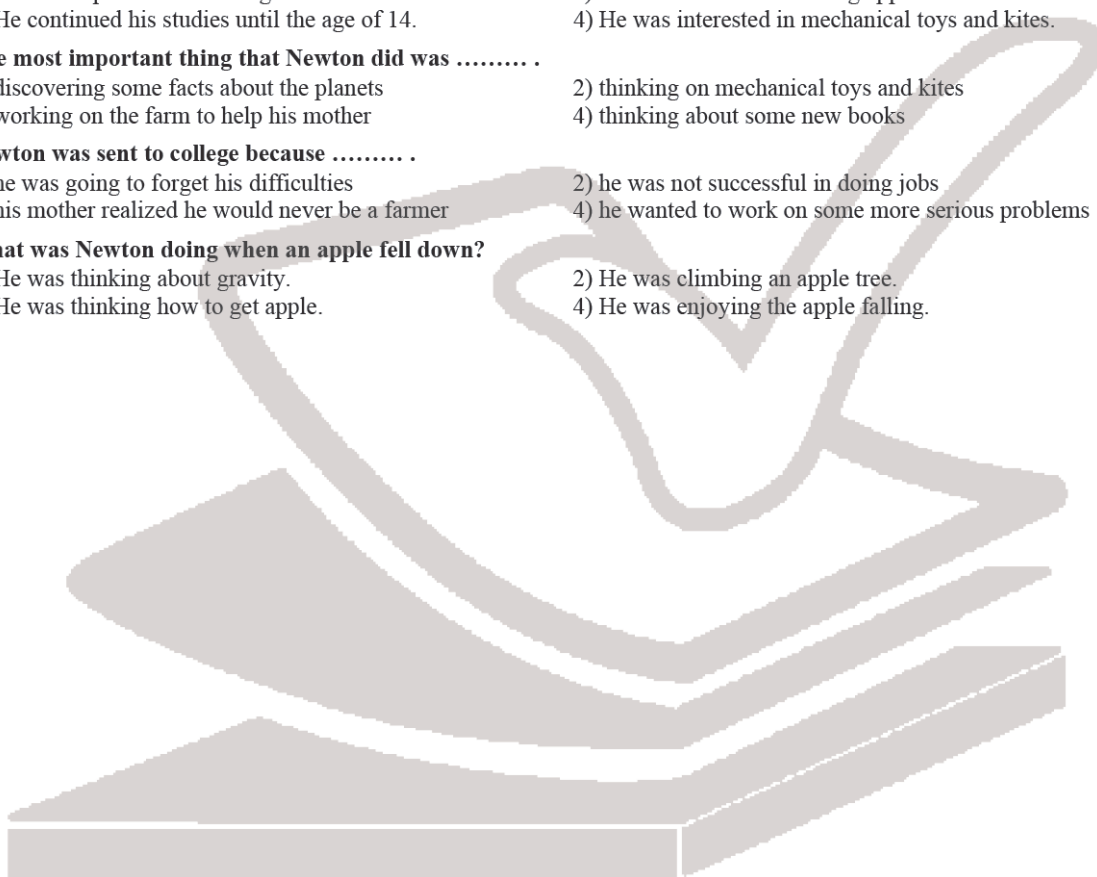 He continued his studies until the age of 14. 4) He was interested in mechanical toys and kites.
e most important thing that Newton did was ......... .
discovering some facts about the planets 2) thinking on mechanical toys and kites
working on the farm to help his mother 4) thinking about some new books
wton was sent to college because ......... .
he was going to forget his difficulties 2) he was not successful in doing jobs
his mother realized he would never be a farmer 4) he wanted to work on some more serious problems
hat was Newton doing when an apple fell down?
He was thinking about gravity. 2) He was climbing an apple tree.
He was thinking how to get apple. 4) He was enjoying the apple falling.